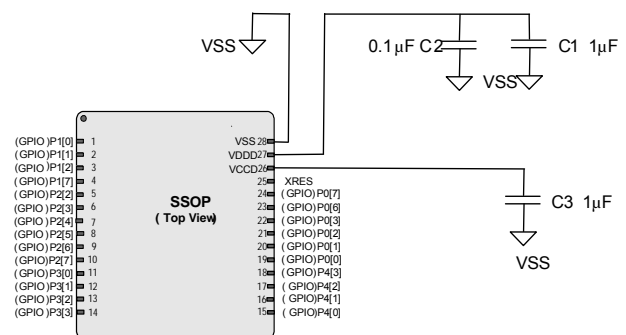 VSS
0.1µF C2
C1 1µF
VSS
(GPIO)P1[0] 1
(GPIO)P1[1] 2
(GPIO)P1[2] 3
(GPIO)P1[7] 4
(GPIO)P2[2] 5
(GPIO)P2[3] 6
(GPIO)P2[4] 7
(GPIO)P2[5] 8
(GPIO)P2[6] 9
(GPIO)P2[7] 10
(GPIO)P3[0] 11
(GPIO)P3[1] 12
(GPIO)P3[2] 13
(GPIO)P3[3] 14
SSOP
(Top View)
VSS 28
VDDD 27
VCCD 26
25 XRES
24 (GPIO)P0[7]
23 (GPIO)P0[6]
22 (GPIO)P0[3]
21 (GPIO)P0[2]
20 (GPIO)P0[1]
19 (GPIO)P0[0]
18 (GPIO)P4[3]
17 (GPIO)P4[2]
16 (GPIO)P4[1]
15 (GPIO)P4[0]
C3 1µF
VSS